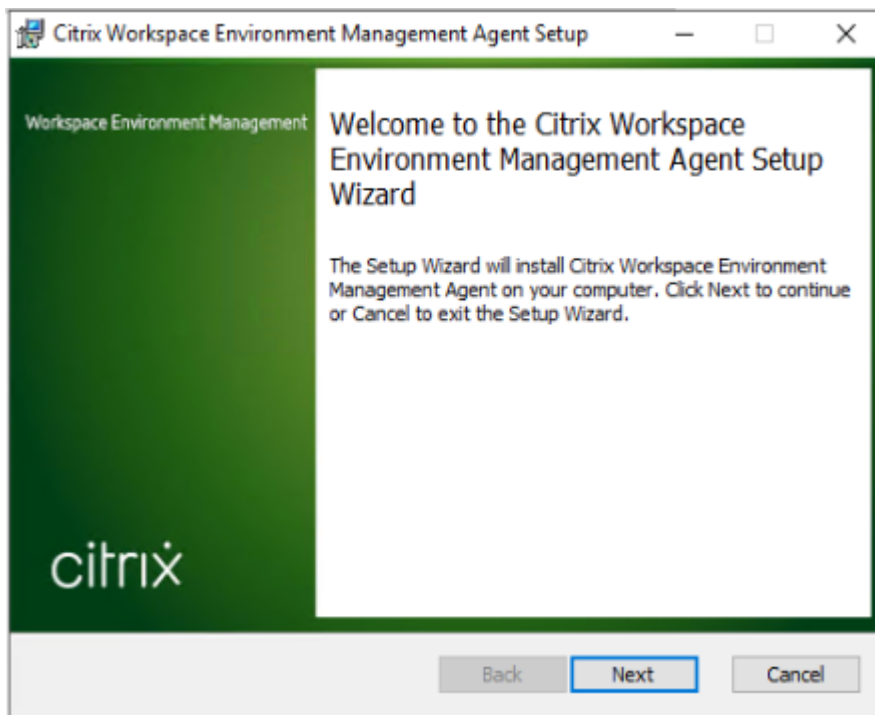 Citrix Workspace Environment Management Agent Setup
Workspace Environment Management
Welcome to the Citrix Workspace
Environment Management Agent Setup
Wizard
The Setup Wizard will install Citrix Workspace Environment
Management Agent on your computer. Click Next to continue
or Cancel to exit the Setup Wizard.
citrix
Back
Next
Cancel